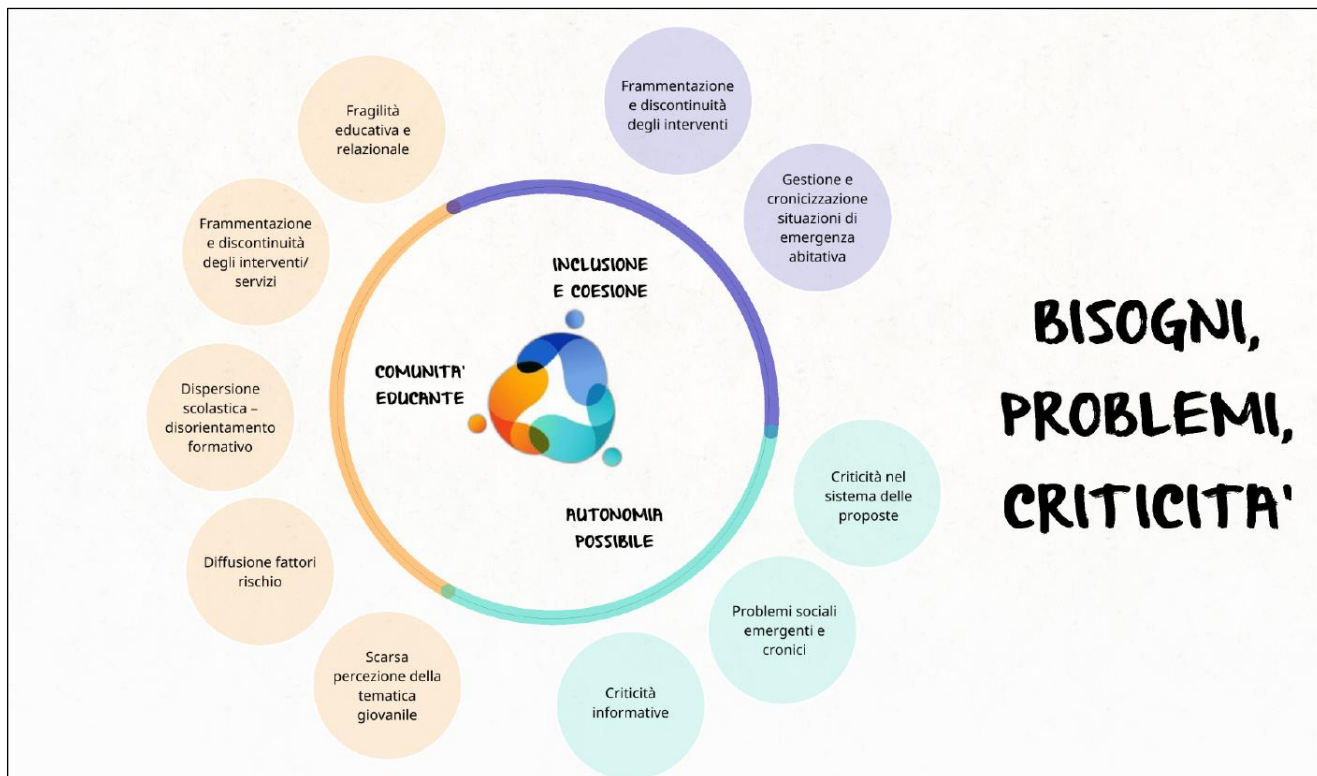 Fragilità
educativa e
relazionale
Frammentazione
e discontinuità
degli interventi/
servizi
Dispersione
scolastica –
disorientamento
formativo
Diffusione fattori
rischio
Scarsa
percezione della
tematica
giovanile
Frammentazione
e discontinuità
degli interventi
Gestione e
cronicizzazione
situazioni di
emergenza
abitativa
INCLUSIONE
E COESIONE
COMUNITA'
EDUCANTE
AUTONOMIA
POSSIBILE
Criticità nel
sistema delle
proposte
Problemi sociali
emergenti e
cronici
Criticità
informative
BISOGNI,
PROBLEMI,
CRITICITA'